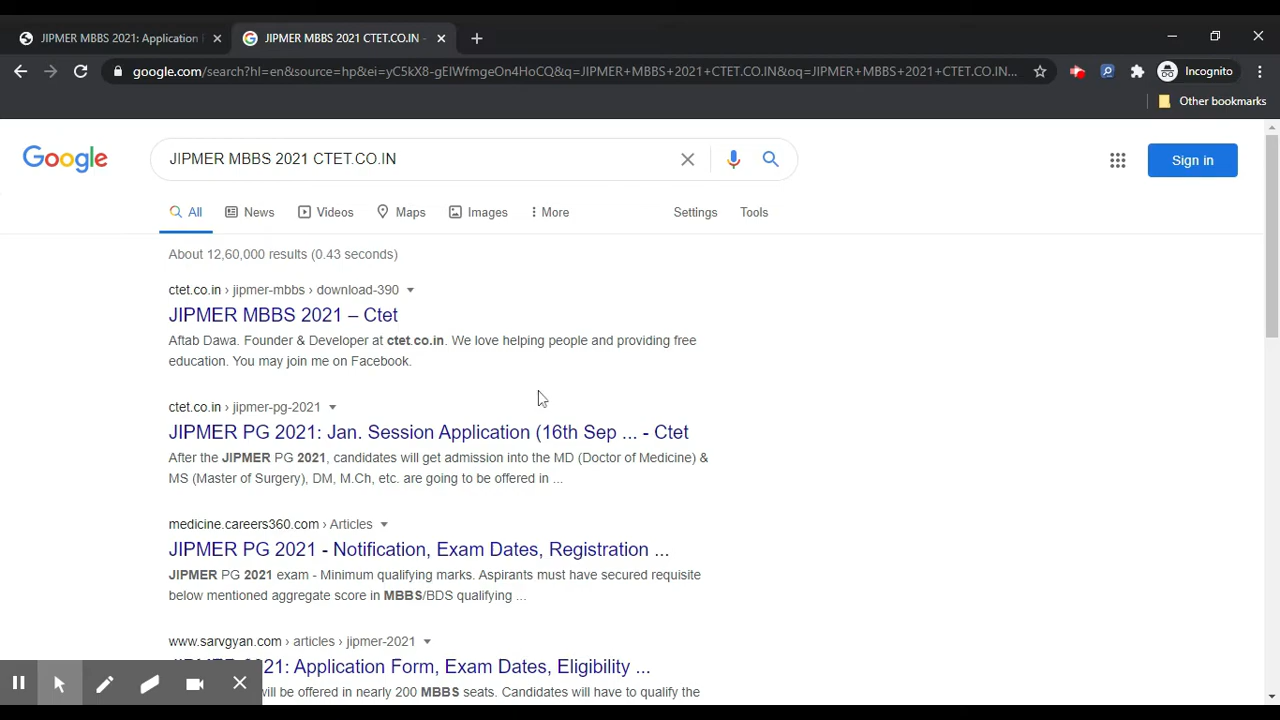 JIPMER MBBS 2021: Application
JIPMER MBBS 2021 CTET.CO.IN -
google.com/search?hl=en&source=hp&ei=yC5kX8-gEIWfmgeOn4HoCQ&q=JIPMER+MBBS+2021+CTET.CO.IN&oq=JIPMER+MBBS+2021+CTET.CO.IN...
Incognito
Other bookmarks
Google
JIPMER MBBS 2021 CTET.CO.IN
Sign in
All
News
Videos
Maps
Images
More
Settings
Tools
About 12,60,000 results (0.43 seconds)
ctet.co.in › jipmer-mbbs › download-390
JIPMER MBBS 2021 – Ctet
Aftab Dawa. Founder & Developer at ctet.co.in. We love helping people and providing free
education. You may join me on Facebook.
ctet.co.in › jipmer-pg-2021
JIPMER PG 2021: Jan. Session Application (16th Sep ... - Ctet
After the JIPMER PG 2021, candidates will get admission into the MD (Doctor of Medicine) &
MS (Master of Surgery), DM, M.Ch, etc. are going to be offered in ...
medicine.careers360.com › Articles
JIPMER PG 2021 - Notification, Exam Dates, Registration ...
JIPMER PG 2021 exam - Minimum qualifying marks. Aspirants must have secured requisite
below mentioned aggregate score in MBBS/BDS qualifying ...
www.sarvgyan.com › articles › jipmer-2021
21: Application Form, Exam Dates, Eligibility ...
will be offered in nearly 200 MBBS seats. Candidates will have to qualify the